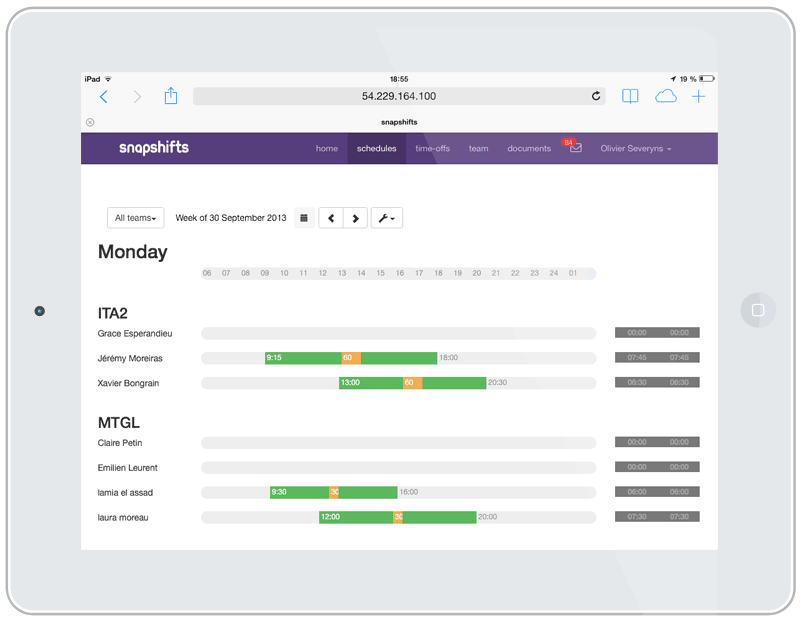 iPad 18:55 19 %
54.229.164.100
snapshifts
snapshifts home schedules time-offs team documents 84 Olivier Severyns
All teams Week of 30 September 2013
Monday
06 07 08 09 10 11 12 13 14 15 16 17 18 19 20 21 22 23 24 01
ITA2
Grace Esperandieu 00:00 00:00
Jérémy Moreiras 9:15 60 18:00 07:45 07:45
Xavier Bongrain 13:00 60 20:30 06:30 06:30
MTGL
Claire Petin 00:00 00:00
Emilien Leurent 00:00 00:00
lamia el assad 9:30 30 16:00 06:00 06:00
laura moreau 12:00 30 20:00 07:30 07:30